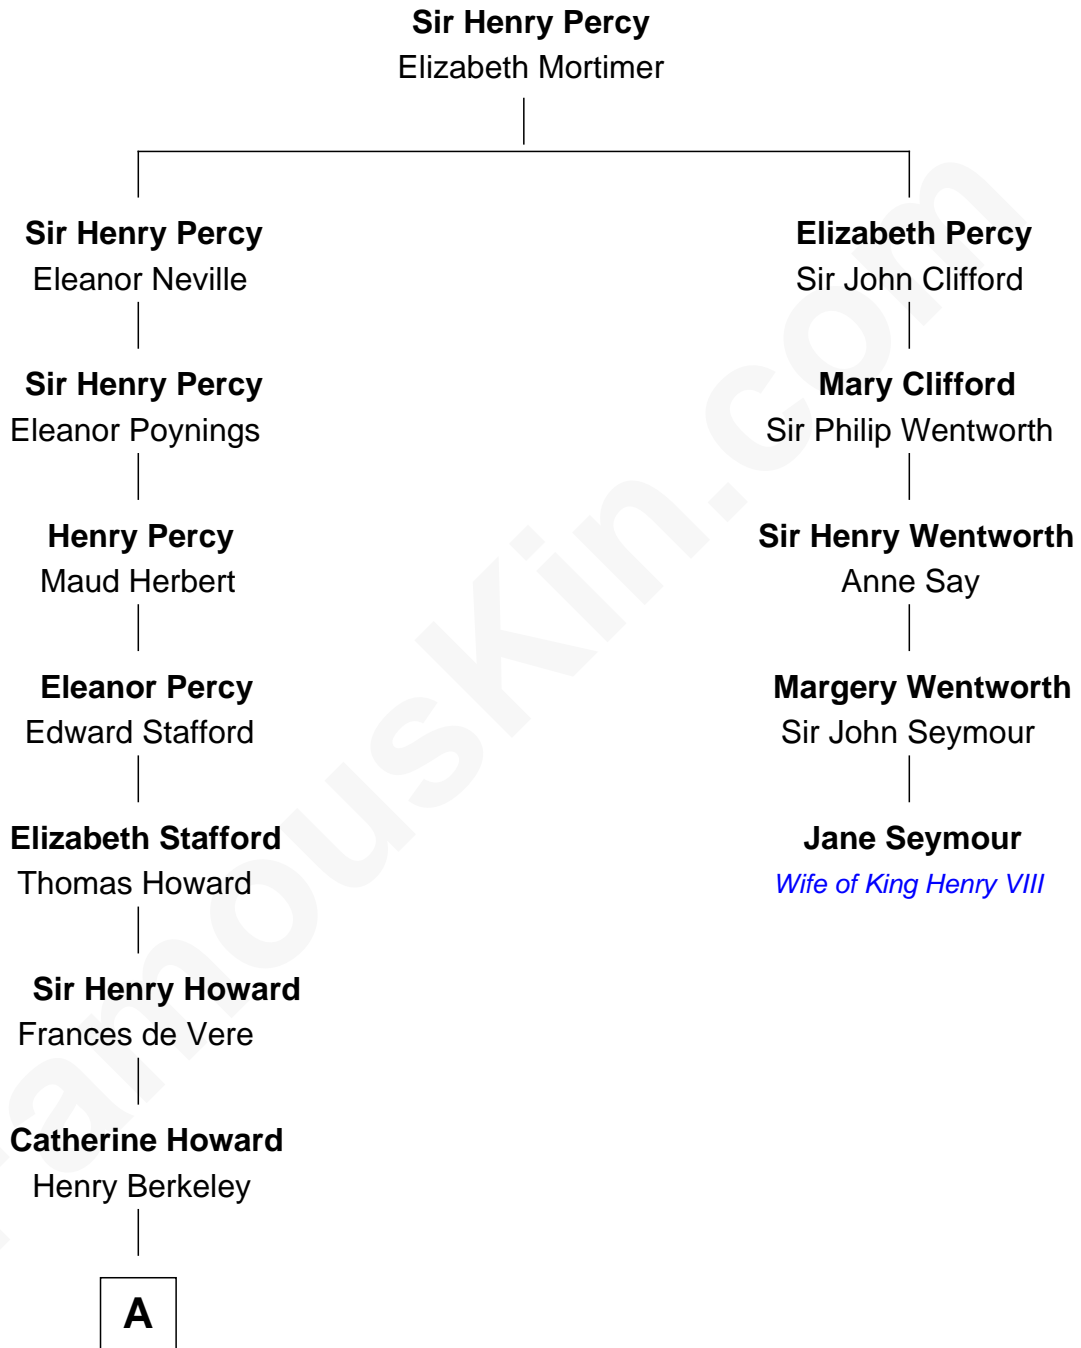 Sir Henry Percy
Elizabeth Mortimer
Sir Henry Percy
Eleanor Neville
Elizabeth Percy
Sir John Clifford
Sir Henry Percy
Eleanor Poynings
Mary Clifford
Sir Philip Wentworth
Henry Percy
Maud Herbert
Sir Henry Wentworth
Anne Say
Eleanor Percy
Edward Stafford
Margery Wentworth
Sir John Seymour
Elizabeth Stafford
Thomas Howard
Jane Seymour
Wife of King Henry VIII
Sir Henry Howard
Frances de Vere
Catherine Howard
Henry Berkeley
A
FamousKin.com